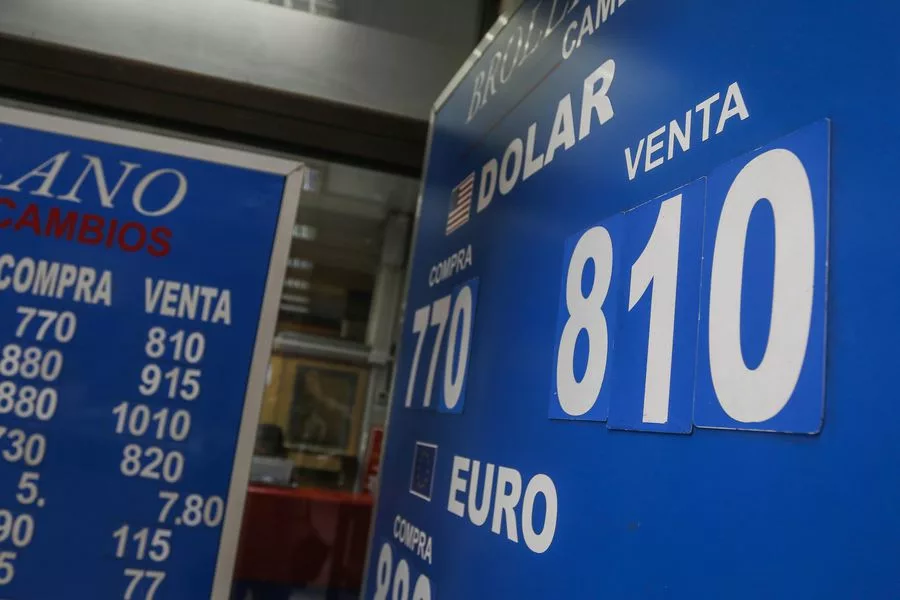 LANO
CAMBIOS
COMPRA VENTA
770 810
880 915
880 1010
730 820
5. 7.80
90 115
5 77
CAM
DOLAR
COMPRA VENTA
770 810
EURO
COMPRA